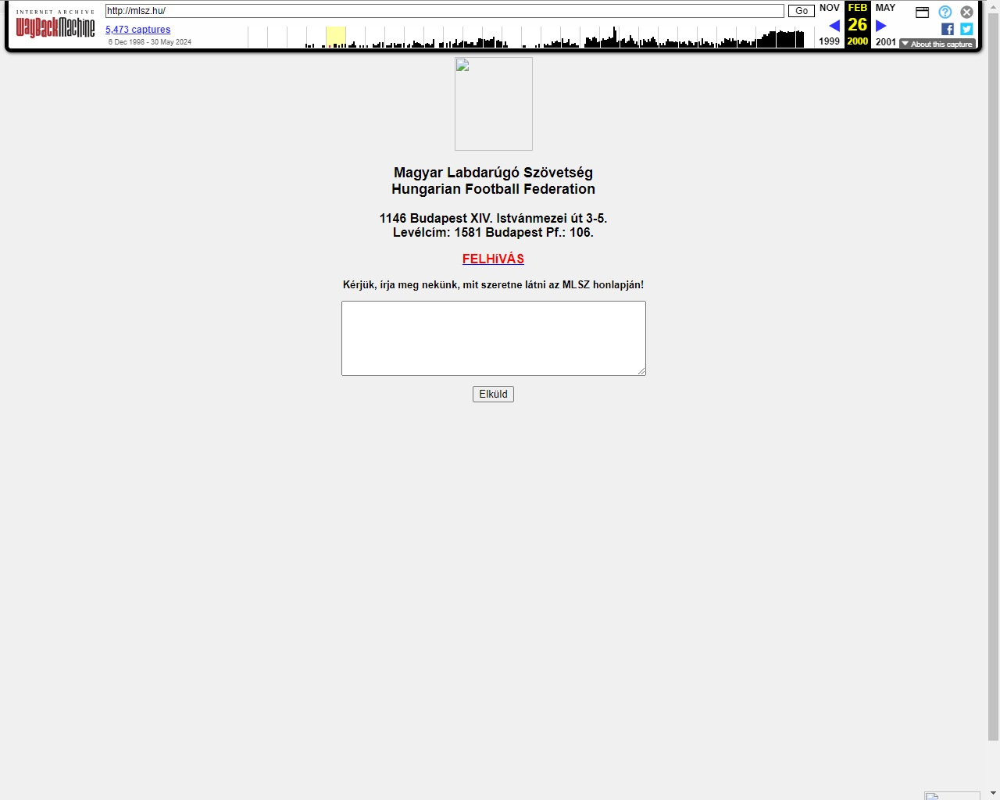 INTERNET ARCHIVE
WayBackMachine
http://mlsz.hu/
Go
5,473 captures
6 Dec 1998 - 30 May 2024
NOV
FEB
MAY
26
1999
2000
2001
About this capture
Magyar Labdarúgó Szövetség
Hungarian Football Federation
1146 Budapest XIV. Istvánmezei út 3-5.
Levélcím: 1581 Budapest Pf.: 106.
FELHíVÁS
Kérjük, írja meg nekünk, mit szeretne látni az MLSZ honlapján!
Elküld